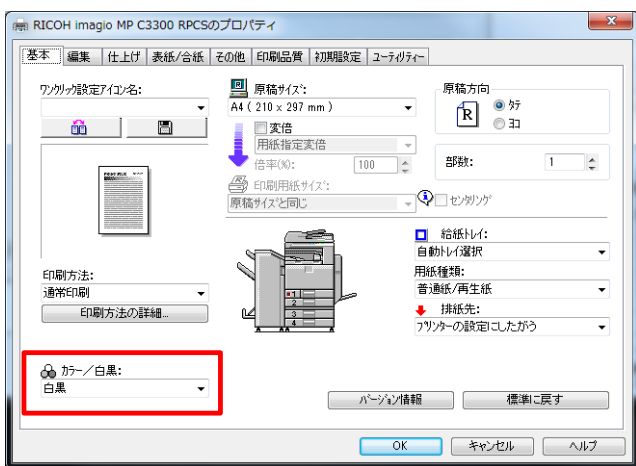 RICOH imagio MP C3300 RPCSのプロパティ
基本 編集 仕上げ 表紙/合紙 その他 印刷品質 初期設定 ユーティリティー
ワンクリック設定アイコン名:
原稿サイズ:
A4 ( 210 x 297 mm )
変倍
用紙指定変倍
倍率(%): 100
印刷用紙サイズ:
原稿サイズと同じ
原稿方向
R
タテ
ヨコ
部数: 1
センタリング
印刷方法:
通常印刷
印刷方法の詳細...
1
2
3
4
給紙トレイ:
自動トレイ選択
用紙種類:
普通紙/再生紙
排紙先:
プリンターの設定にしたがう
カラー/白黒:
白黒
バージョン情報
標準に戻す
OK
キャンセル
ヘルプ